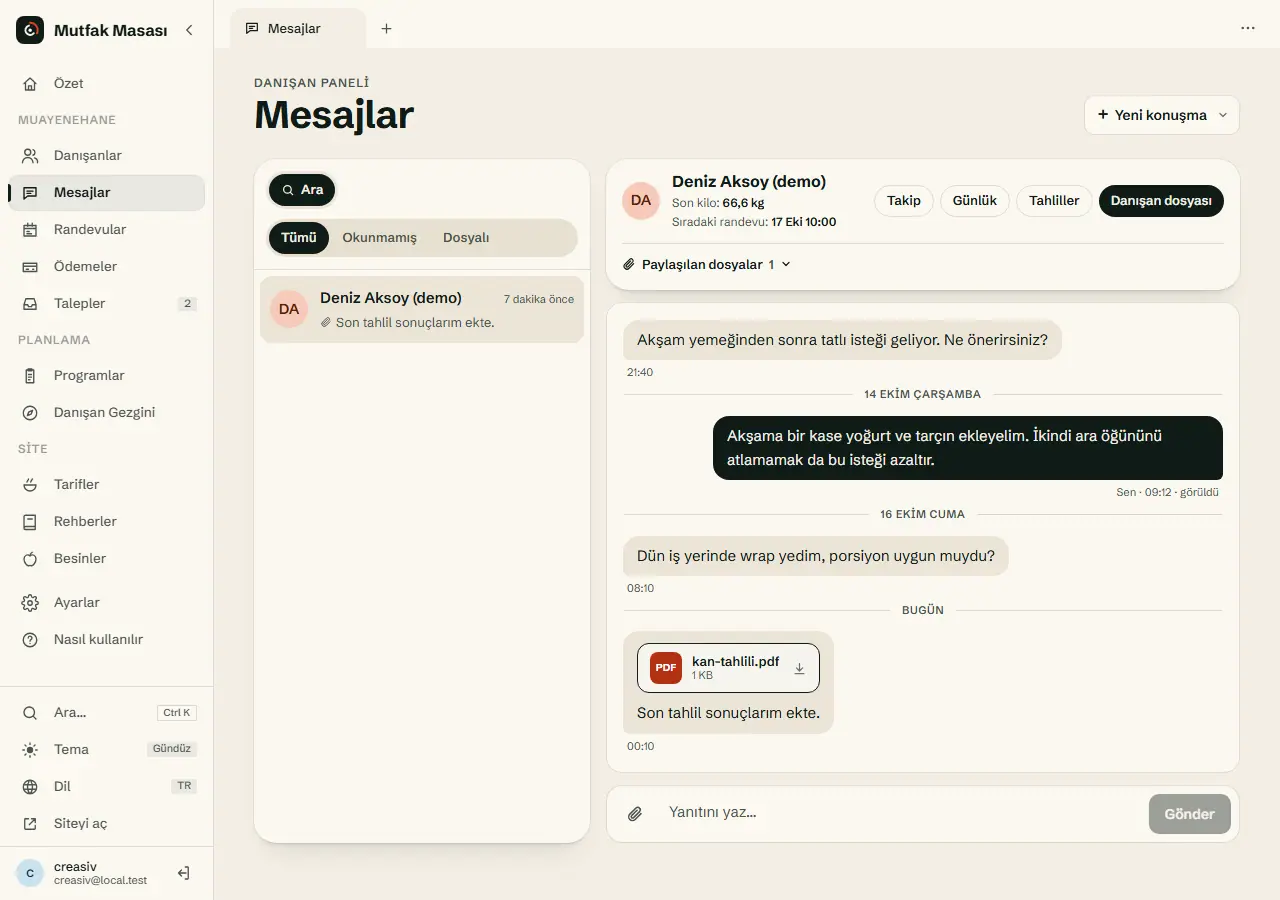 Mutfak Masası
Özet
MUAYENEHANE
Danışanlar
Mesajlar
Randevular
Ödemeler
Talepler 2
PLANLAMA
Programlar
Danışan Gezgini
SİTE
Tarifler
Rehberler
Besinler
Ayarlar
Nasıl kullanılır
Ara... Ctrl K
Tema Gündüz
Dil TR
Siteyi aç
C
creasiv
creasiv@local.test
Mesajlar
DANIŞAN PANELİ
Mesajlar
Yeni konuşma
Ara
Tümü Okunmamış Dosyalı
DA
Deniz Aksoy (demo) 7 dakika önce
Son tahlil sonuçlarım ekte.
DA
Deniz Aksoy (demo)
Son kilo: 66,6 kg
Sıradaki randevu: 17 Eki 10:00
Takip Günlük Tahliller Danışan dosyası
Paylaşılan dosyalar 1
Akşam yemeğinden sonra tatlı isteği geliyor. Ne önerirsiniz?
21:40
14 EKİM ÇARŞAMBA
Akşama bir kase yoğurt ve tarçın ekleyelim. İkindi ara öğününü
atlamamak da bu isteği azaltır.
Sen · 09:12 · görüldü
16 EKİM CUMA
Dün iş yerinde wrap yedim, porsiyon uygun muydu?
08:10
BUGÜN
PDF
kan-tahlili.pdf
1 KB
Son tahlil sonuçlarım ekte.
00:10
Yanıtını yaz...
Gönder